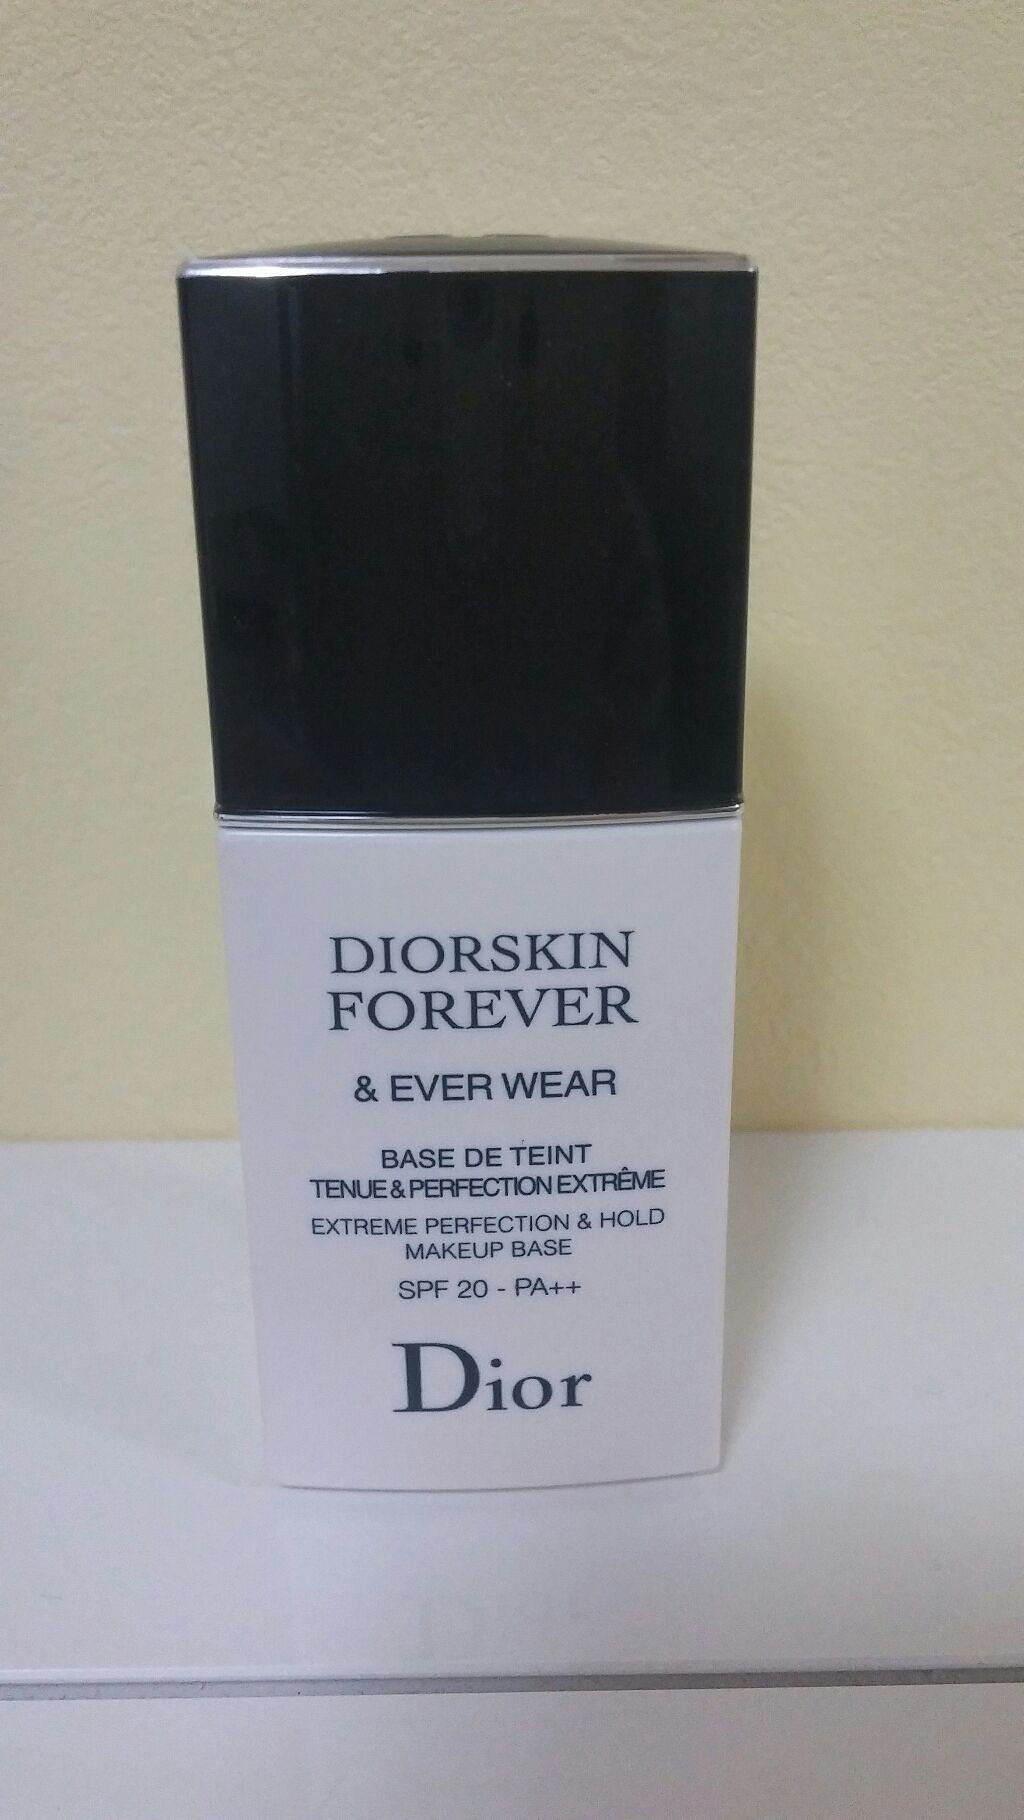 DIORSKIN
FOREVER
& EVER WEAR
BASE DE TEINT
TENUE & PERFECTION EXTRÊME
EXTREME PERFECTION & HOLD
MAKEUP BASE
SPF 20 - PA++
Dior